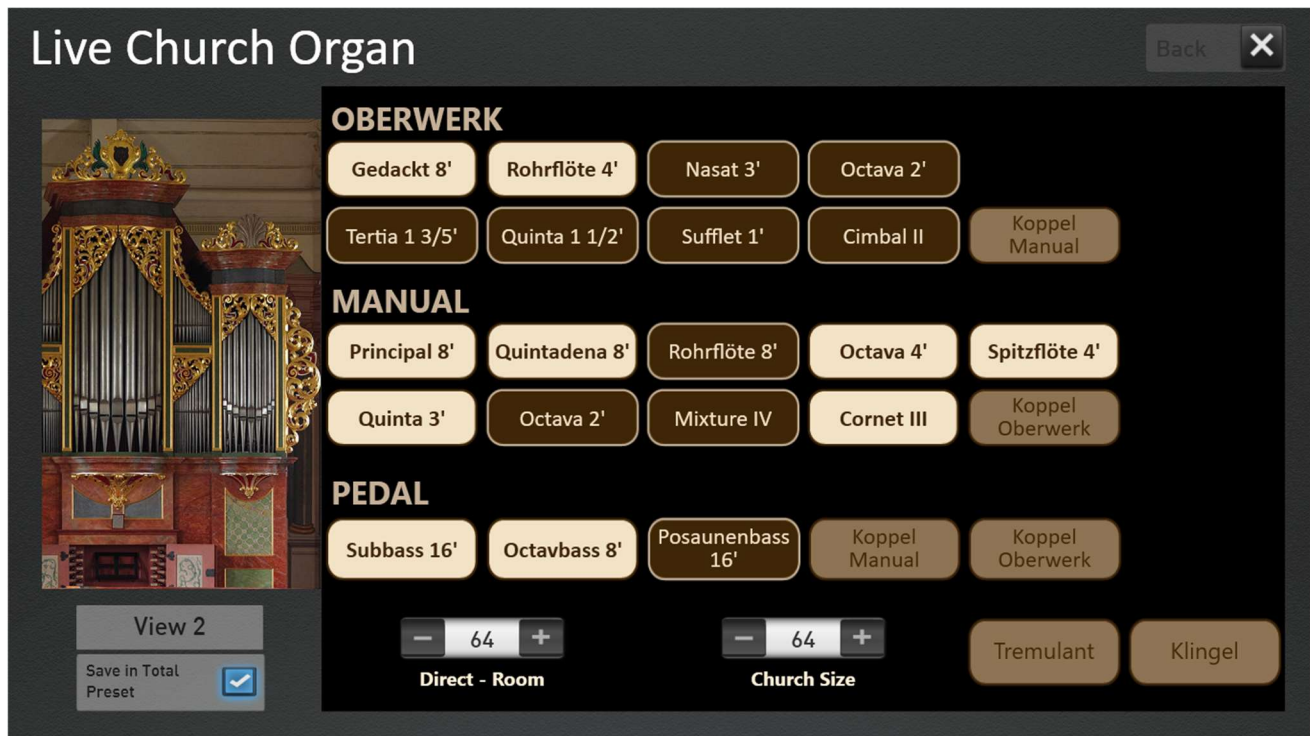 Live Church Organ
Back
OBERWERK
Gedackt 8'
Rohrflöte 4'
Nasat 3'
Octava 2'
Tertia 1 3/5'
Quinta 1 1/2'
Sufflet 1'
Cimbal II
Koppel
Manual
MANUAL
Principal 8'
Quintadena 8'
Rohrflöte 8'
Octava 4'
Spitzflöte 4'
Quinta 3'
Octava 2'
Mixture IV
Cornet III
Koppel
Oberwerk
PEDAL
Subbass 16'
Octavbass 8'
Posaunenbass
16'
Koppel
Manual
Koppel
Oberwerk
View 2
Save in Total
Preset
64
Direct - Room
64
Church Size
Tremulant
Klingel